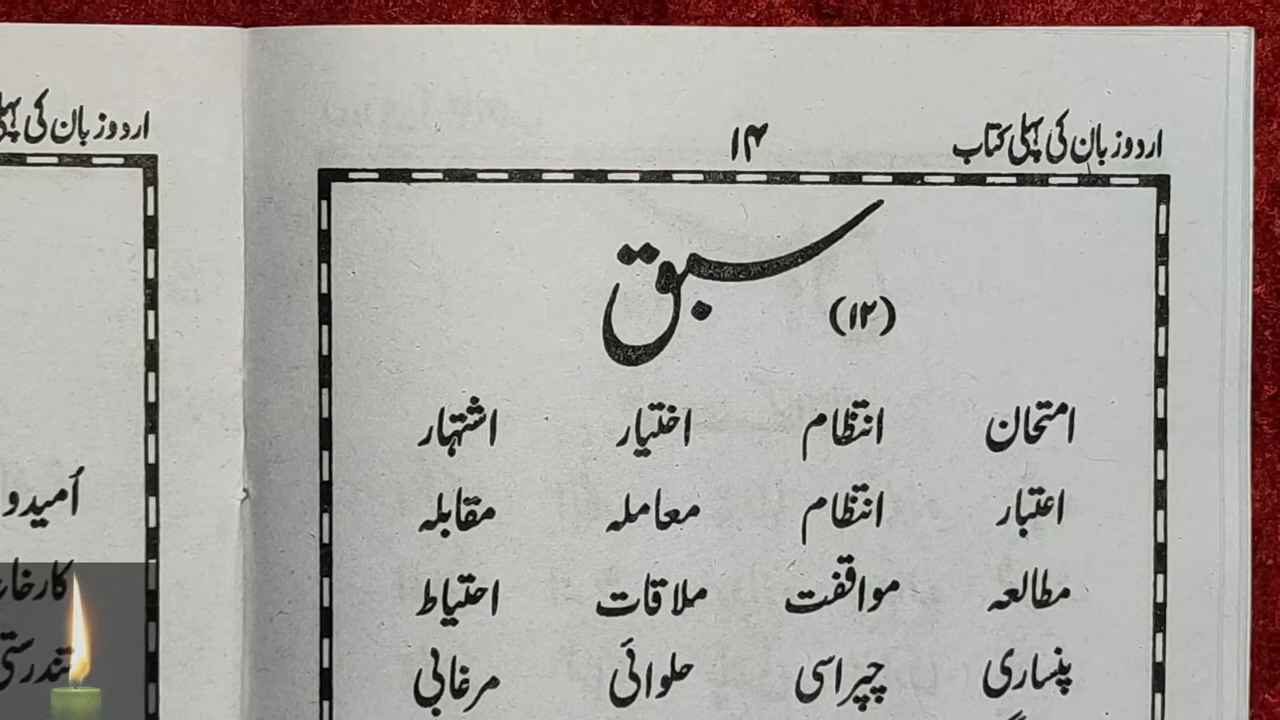 اردو زبان کی پہلی کتاب ۱۴
سبق
(۱۲)
امتحان انتظام اختیار اشتہار
اعتبار انتظام معاملہ مقابلہ
مطالعہ موافقت ملاقات احتیاط
پنساری چپراسی حلوائی مرغابی
اردو زبان کی
تندرستی